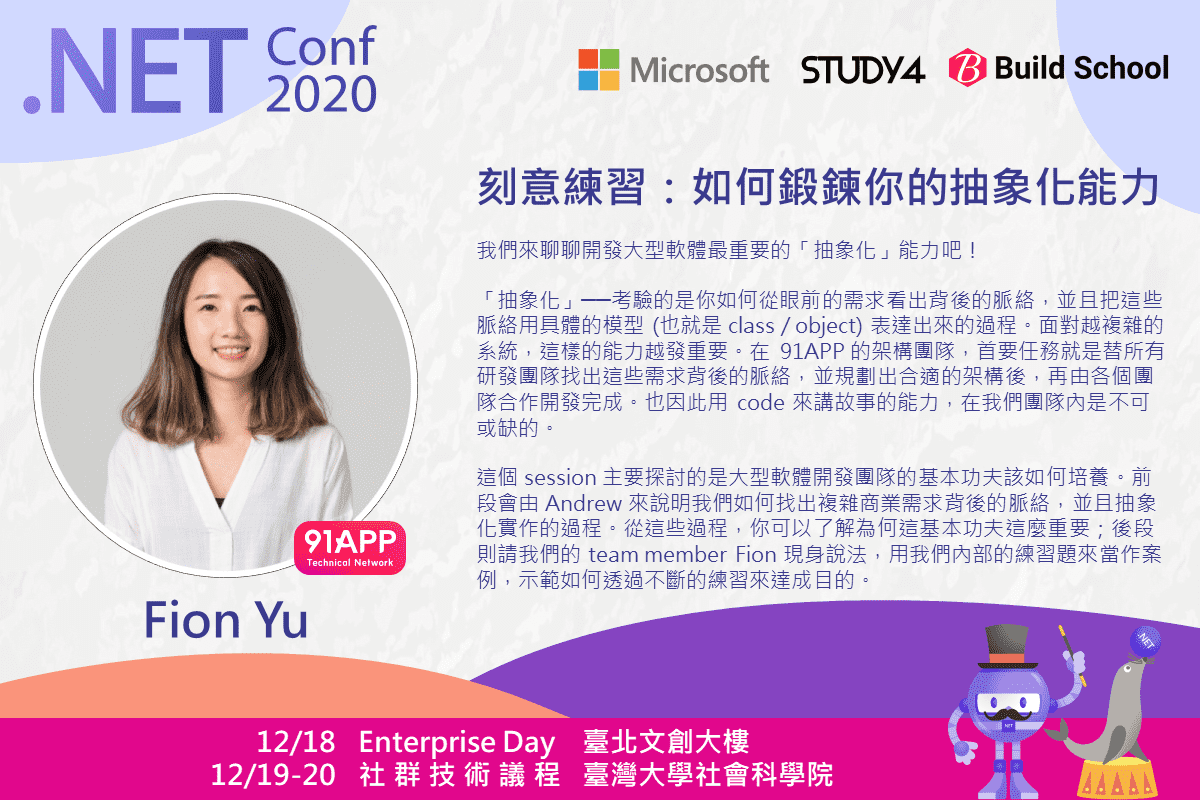 .NET Conf 2020
Microsoft
STUDY4
B Build School
刻意練習：如何鍛鍊你的抽象化能力
我們來聊聊開發大型軟體最重要的「抽象化」能力吧！
「抽象化」──考驗的是你如何從眼前的需求看出背後的脈絡，並且把這些
脈絡用具體的模型 (也就是 class / object) 表達出來的過程。面對越複雜的
系統，這樣的能力越發重要。在 91APP 的架構團隊，首要任務就是替所有
研發團隊找出這些需求背後的脈絡，並規劃出合適的架構後，再由各個團
隊合作開發完成。也因此用 code 來講故事的能力，在我們團隊內是不可
或缺的。
這個 session 主要探討的是大型軟體開發團隊的基本功夫該如何培養。前
段會由 Andrew 來說明我們如何找出複雜商業需求背後的脈絡，並且抽象
化實作的過程。從這些過程，你可以了解為何這基本功夫這麼重要；後段
則請我們的 team member Fion 現身說法，用我們內部的練習題來當作案
例，示範如何透過不斷的練習來達成目的。
91APP
Technical Network
Fion Yu
.NET
.NET
12/18 Enterprise Day 臺北文創大樓
12/19-20 社群技術議程 臺灣大學社會科學院